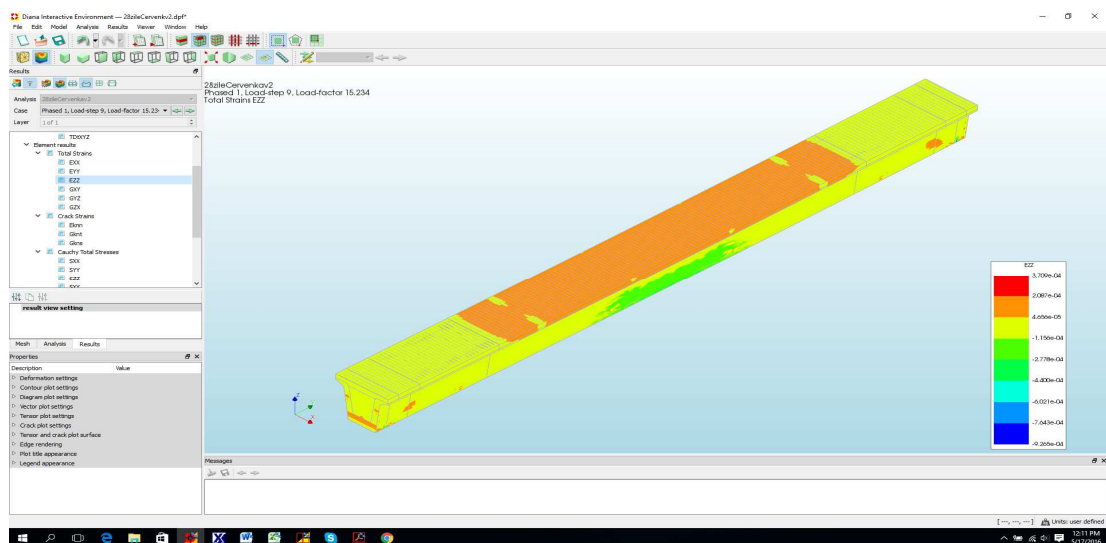 Diana Interactive Environment — 28zileCervenkv2.dpf*
File Edit Model Analysis Results Viewer Window Help
Results
Analysis 28zileCervenkav2
Case Phased 1, Load-step 9, Load-factor 15.23
Layer 1 of 1
TDtXYZ
Element results
Total Strains
EXX
EYY
EZZ
GXY
GYZ
GZX
Crack Strains
Eknn
Gknt
Gkns
Cauchy Total Stresses
SXX
SYY
result view setting
Mesh Analysis Results
Properties
Description Value
Deformation settings
Contour plot settings
Diagram plot settings
Vector plot settings
Tensor plot settings
Crack plot settings
Tensor and crack plot surface
Edge rendering
Plot title appearance
Legend appearance
28zileCervenkav2
Phased 1, Load-step 9, Load-factor 15.234
Total Strains EZZ
EZZ
3.709e-04
2.087e-04
4.656e-05
-1.156e-04
-2.778e-04
-4.400e-04
-6.021e-04
-7.643e-04
-9.265e-04
Z
Messages
[---, ---, ---] Units: user defined
12:11 PM
5/17/2016